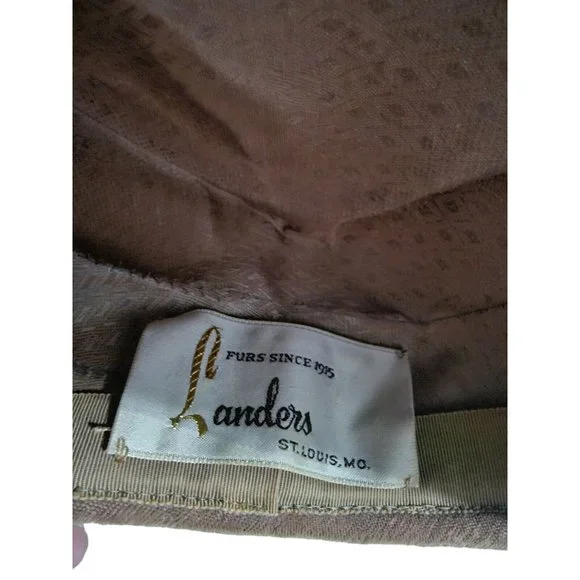 FURS SINCE 1915
Landers
ST. LOUIS, MO.